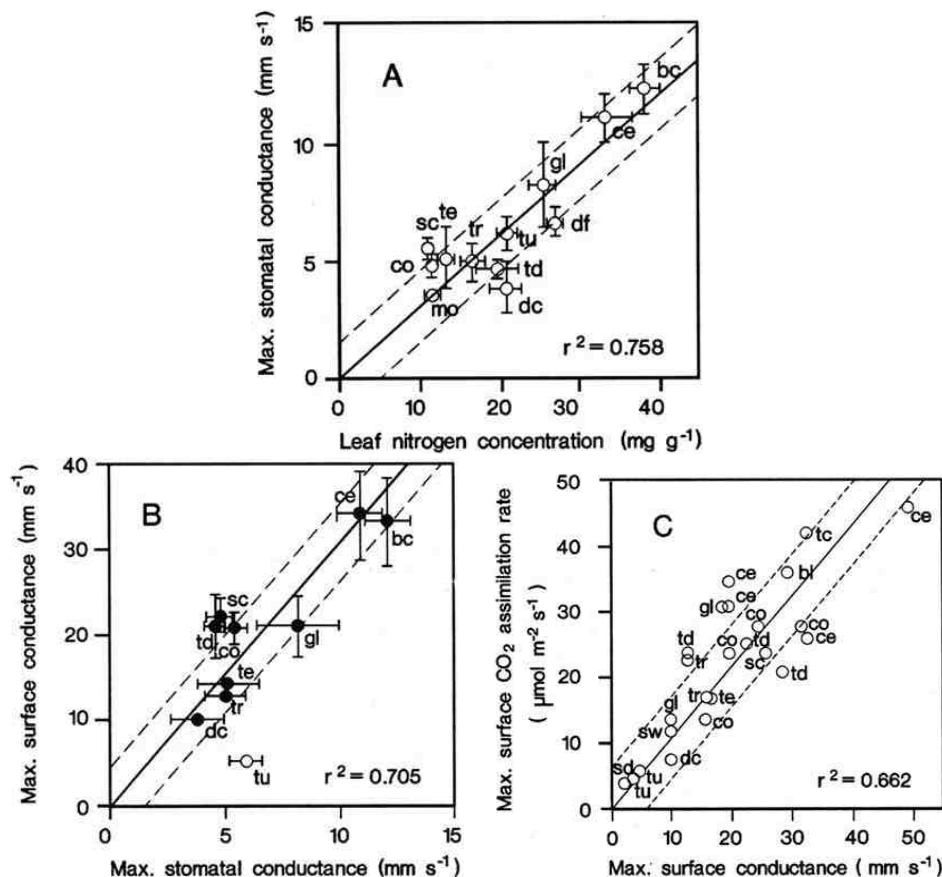 A
Max. stomatal conductance (mm s⁻¹)
15
10
5
0
bc
ce
gl
df
te
sc
tr
tu
co
td
mo
dc
r² = 0.758
0 10 20 30 40
Leaf nitrogen concentration (mg g⁻¹)
B
Max. surface conductance (mm s⁻¹)
40
30
20
10
0
ce
bc
sc
td
co
gl
te
tr
dc
tu
r² = 0.705
0 5 10 15
Max. stomatal conductance (mm s⁻¹)
C
Max. surface CO₂ assimilation rate
( μmol m⁻² s⁻¹)
50
40
30
20
10
0
ce
tc
ce
bl
gl
ce
co
co
td
co
td
ce
tr
sc
td
tr
te
gl
co
sw
dc
sd
tu
tu
r² = 0.662
0 10 20 30 40 50
Max. surface conductance ( mm s⁻¹)